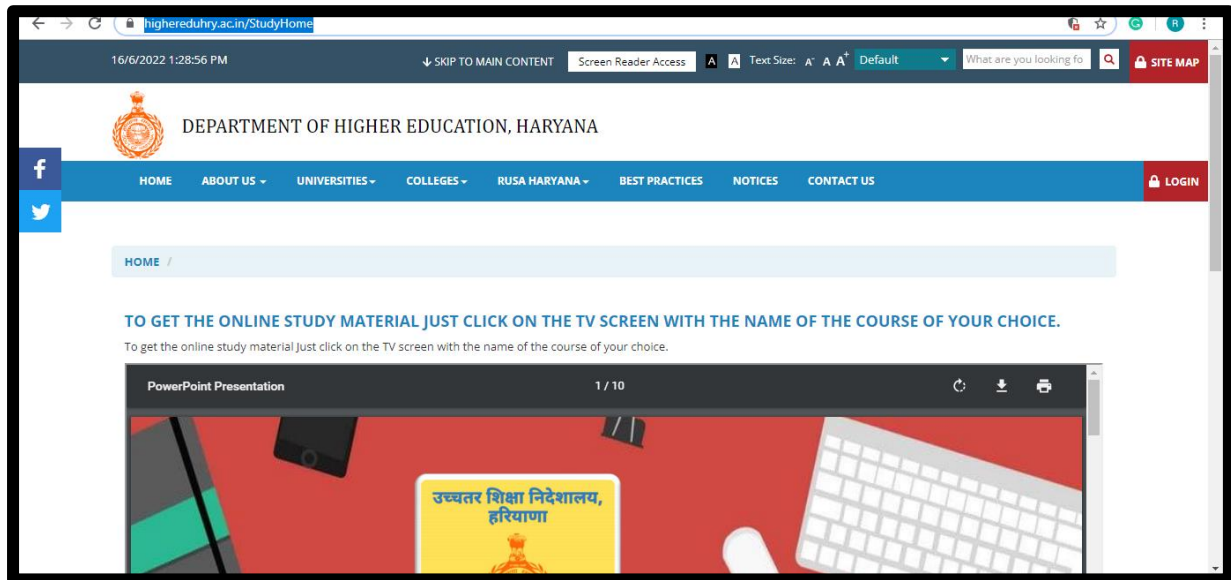 highereduhry.ac.in/StudyHome
R
16/6/2022 1:28:56 PM SKIP TO MAIN CONTENT Screen Reader Access A A Text Size: A- A A+ Default What are you looking fo SITE MAP
DEPARTMENT OF HIGHER EDUCATION, HARYANA
f
HOME ABOUT US UNIVERSITIES COLLEGES RUSA HARYANA BEST PRACTICES NOTICES CONTACT US LOGIN
HOME /
TO GET THE ONLINE STUDY MATERIAL JUST CLICK ON THE TV SCREEN WITH THE NAME OF THE COURSE OF YOUR CHOICE.
To get the online study material Just click on the TV screen with the name of the course of your choice.
PowerPoint Presentation 1 / 10
उच्चतर शिक्षा निदेशालय,
हरियाणा